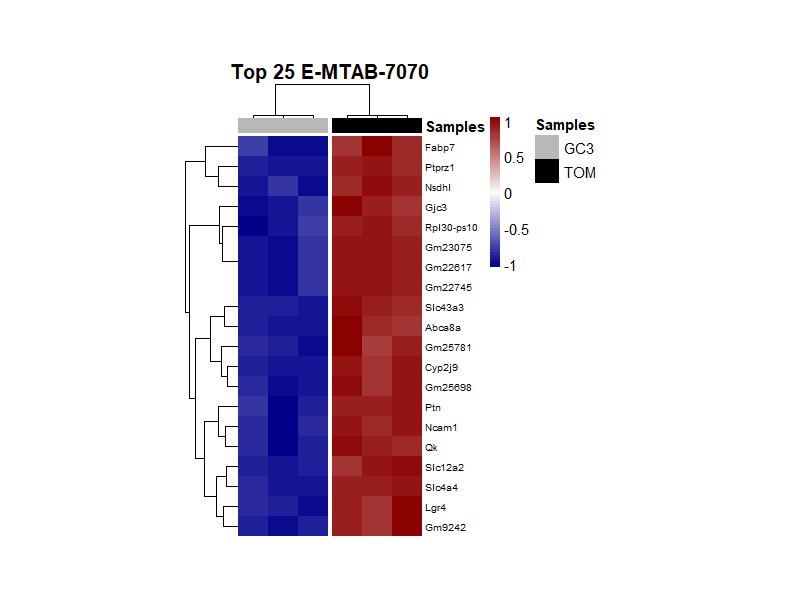 Top 25 E-MTAB-7070
Samples
Fabp7
Ptprz1
Nsdhl
Gjc3
Rpl30-ps10
Gm23075
Gm22617
Gm22745
Slc43a3
Abca8a
Gm25781
Cyp2j9
Gm25698
Ptn
Ncam1
Qk
Slc12a2
Slc4a4
Lgr4
Gm9242
1
0.5
0
-0.5
-1
Samples
GC3
TOM